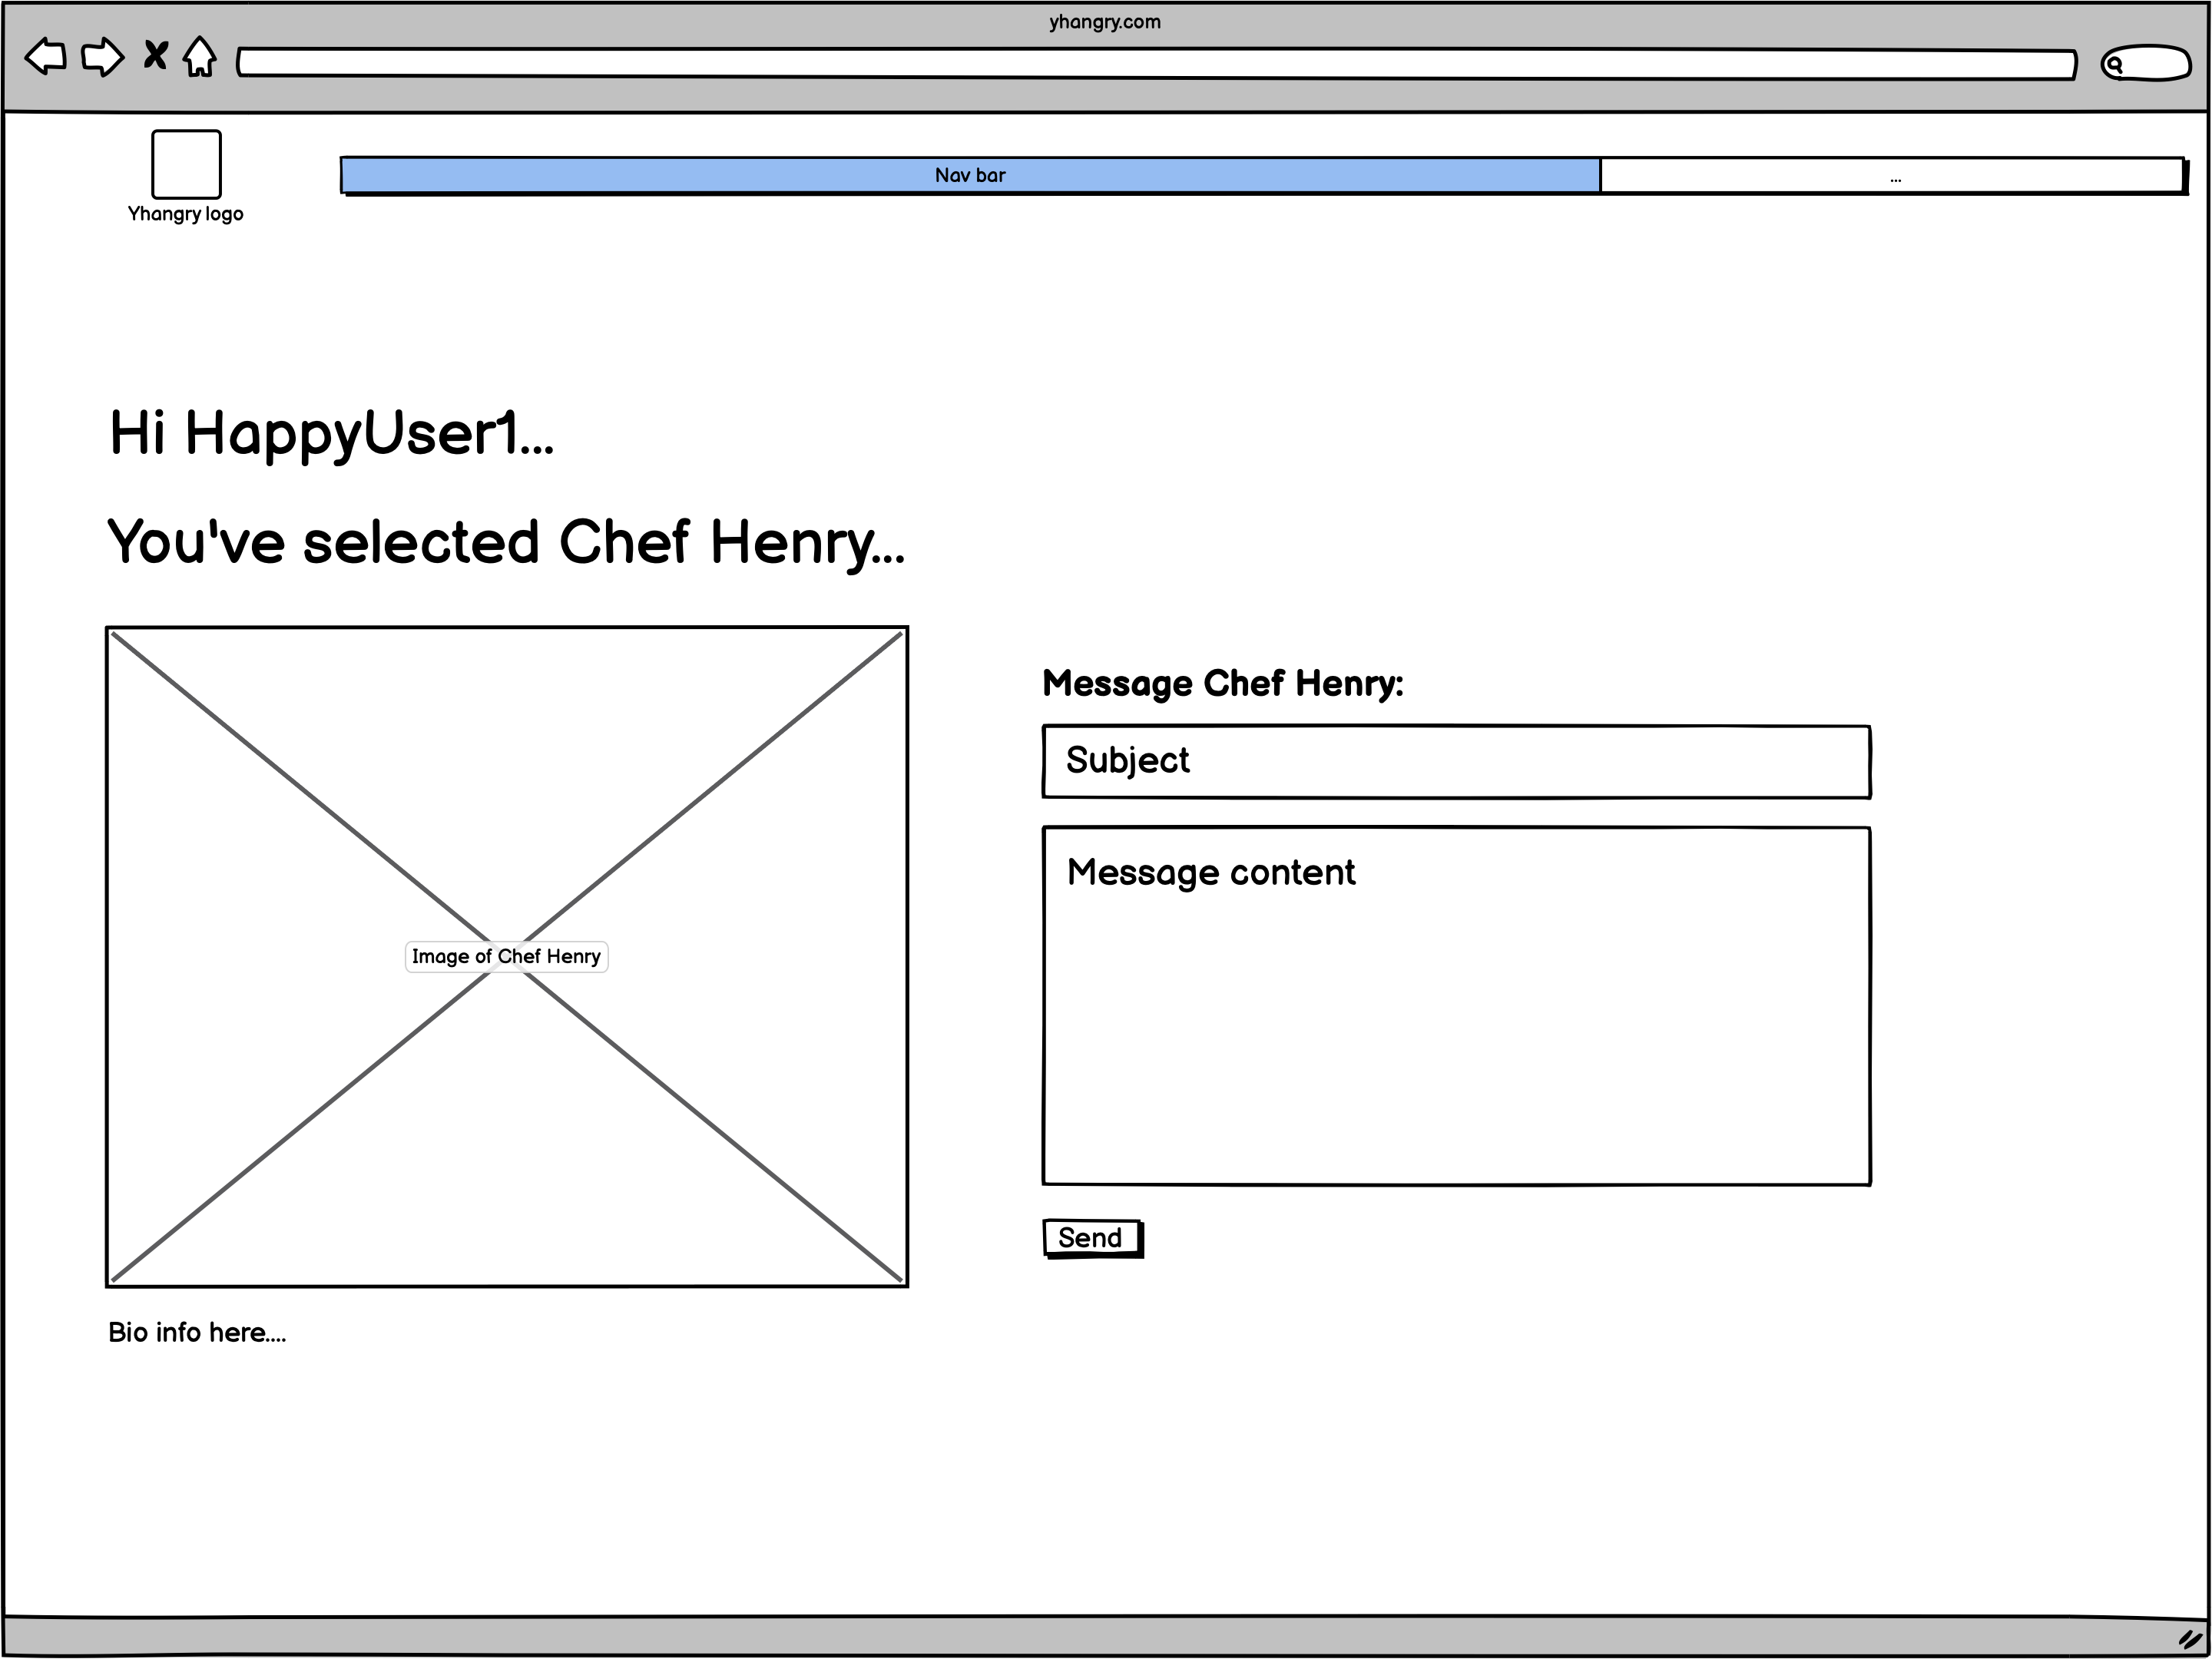 yhangry.com
Yhangry logo
Nav bar
...
Hi HappyUser1...
You've selected Chef Henry...
Image of Chef Henry
Bio info here....
Message Chef Henry:
Subject
Message content
Send